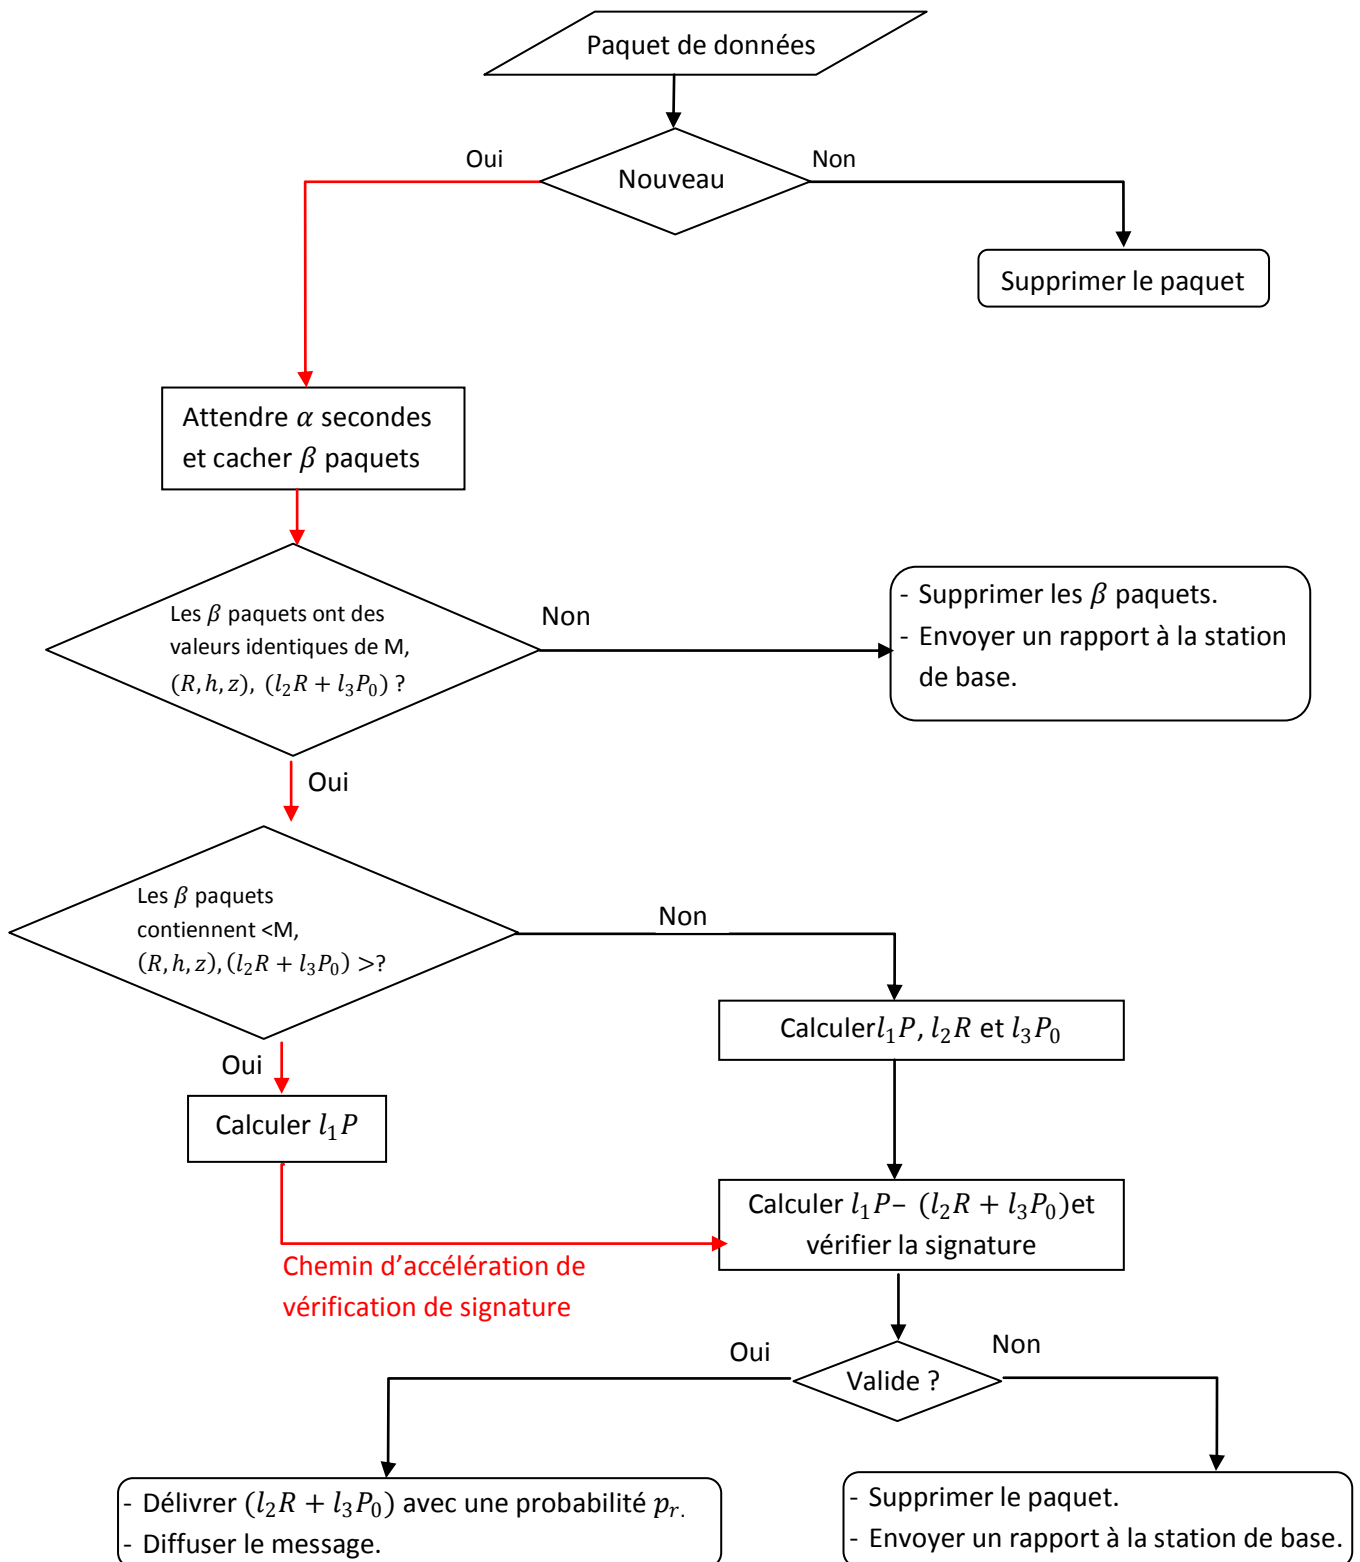 Paquet de données
Oui
Non
Nouveau
Supprimer le paquet
Attendre α secondes
et cacher β paquets
Les β paquets ont des
valeurs identiques de M,
(R, h, z), (l₂R + l₃P₀) ?
Non
- Supprimer les β paquets.
- Envoyer un rapport à la station
de base.
Oui
Les β paquets
contiennent <M,
(R, h, z), (l₂R + l₃P₀) >?
Non
Calculerl₁P, l₂R et l₃P₀
Oui
Calculer l₁P
Calculer l₁P– (l₂R + l₃P₀)et
vérifier la signature
Chemin d’accélération de
vérification de signature
Oui
Non
Valide ?
- Délivrer (l₂R + l₃P₀) avec une probabilité pᵣ.
- Diffuser le message.
- Supprimer le paquet.
- Envoyer un rapport à la station de base.